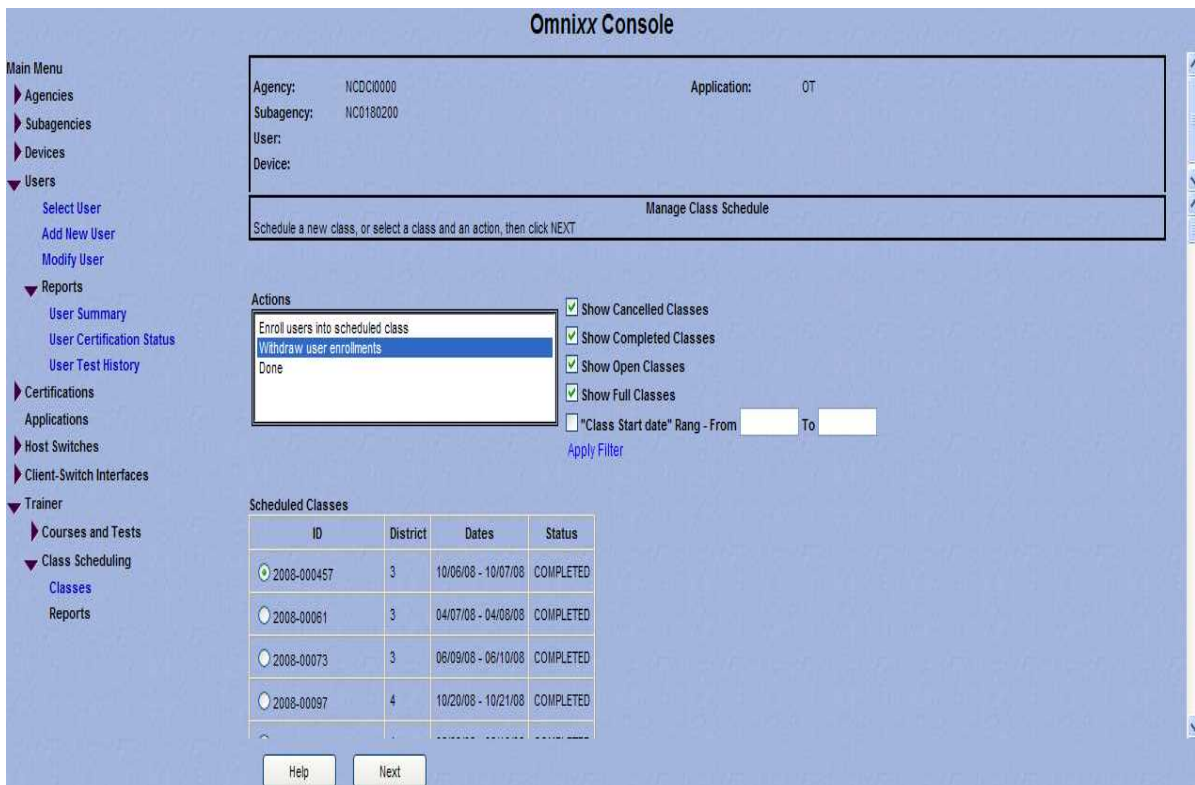 Omnixx Console
Main Menu
Agencies
Subagencies
Devices
Users
Select User
Add New User
Modify User
Reports
User Summary
User Certification Status
User Test History
Certifications
Applications
Host Switches
Client-Switch Interfaces
Trainer
Courses and Tests
Class Scheduling
Classes
Reports
Agency: NCDCI0000 Application: OT
Subagency: NC0180200
User:
Device:
Manage Class Schedule
Schedule a new class, or select a class and an action, then click NEXT
Actions
Enroll users into scheduled class
Withdraw user enrollments
Done
Show Cancelled Classes
Show Completed Classes
Show Open Classes
Show Full Classes
"Class Start date" Rang - From To
Apply Filter
Scheduled Classes
ID District Dates Status
2008-000457 3 10/06/08 - 10/07/08 COMPLETED
2008-00061 3 04/07/08 - 04/08/08 COMPLETED
2008-00073 3 06/09/08 - 06/10/08 COMPLETED
2008-00097 4 10/20/08 - 10/21/08 COMPLETED
Help Next